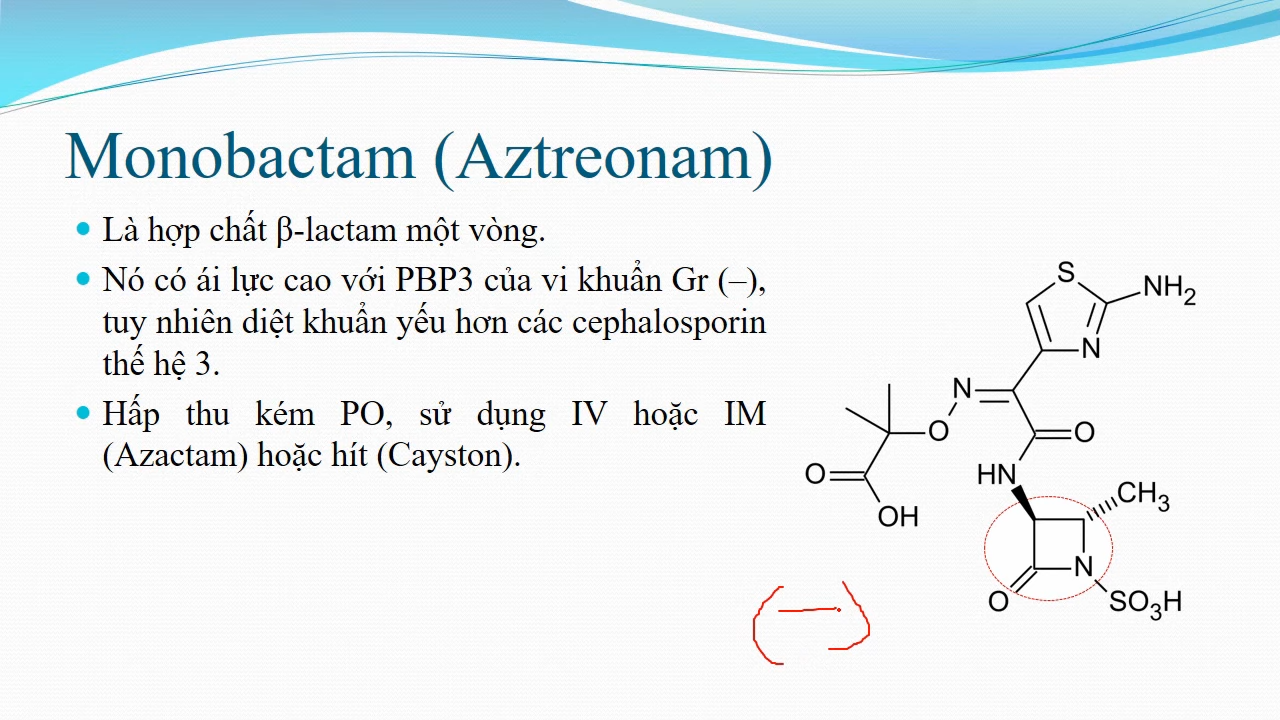 Monobactam (Aztreonam)
Là hợp chất β-lactam một vòng.
Nó có ái lực cao với PBP3 của vi khuẩn Gr (–),
tuy nhiên diệt khuẩn yếu hơn các cephalosporin
thế hệ 3.
Hấp thu kém PO, sử dụng IV hoặc IM
(Azactam) hoặc hít (Cayston).
S
NH2
N
N
O
O
O
HN
CH3
OH
N
O
SO3H
(—)